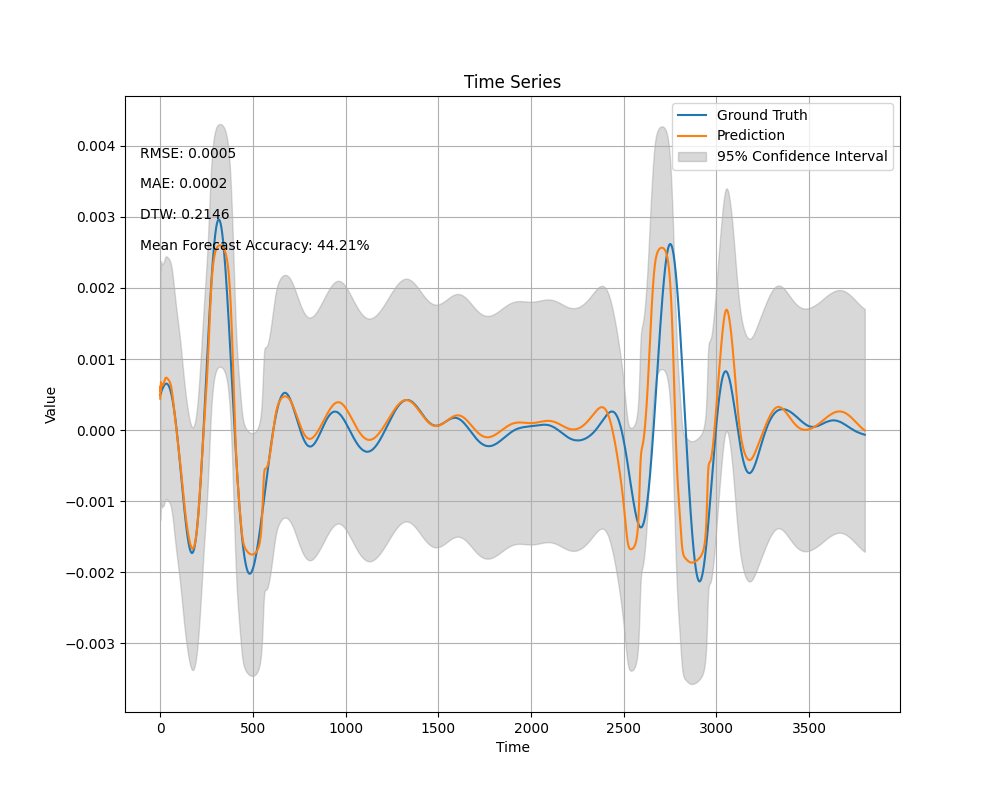 Time Series
Ground Truth
Prediction
95% Confidence Interval
RMSE: 0.0005
MAE: 0.0002
DTW: 0.2146
Mean Forecast Accuracy: 44.21%
Value
0.004
0.003
0.002
0.001
0.000
−0.001
−0.002
−0.003
0 500 1000 1500 2000 2500 3000 3500
Time